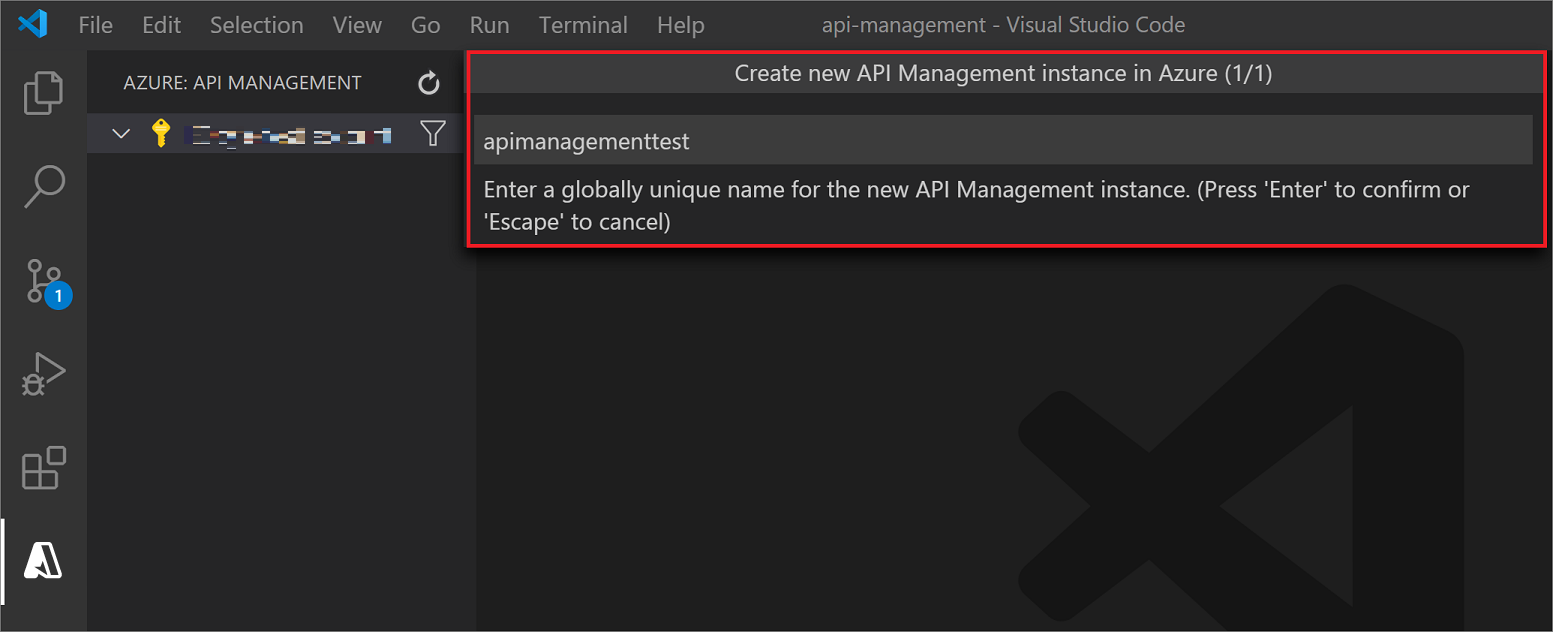 File Edit Selection View Go Run Terminal Help api-management - Visual Studio Code
AZURE: API MANAGEMENT
Create new API Management instance in Azure (1/1)
apimanagementtest
Enter a globally unique name for the new API Management instance. (Press 'Enter' to confirm or
'Escape' to cancel)
1